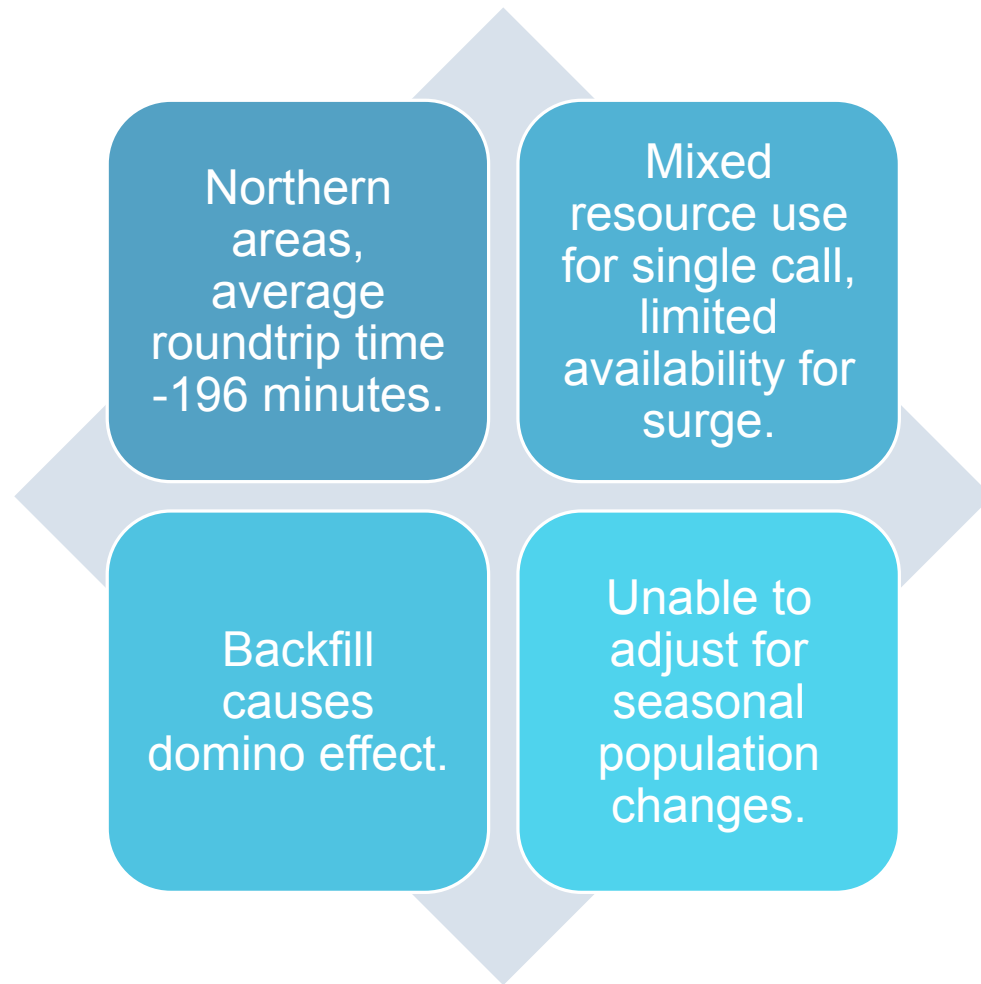 Northern
areas,
average
roundtrip time
-196 minutes.
Mixed
resource use
for single call,
limited
availability for
surge.
Backfill
causes
domino effect.
Unable to
adjust for
seasonal
population
changes.